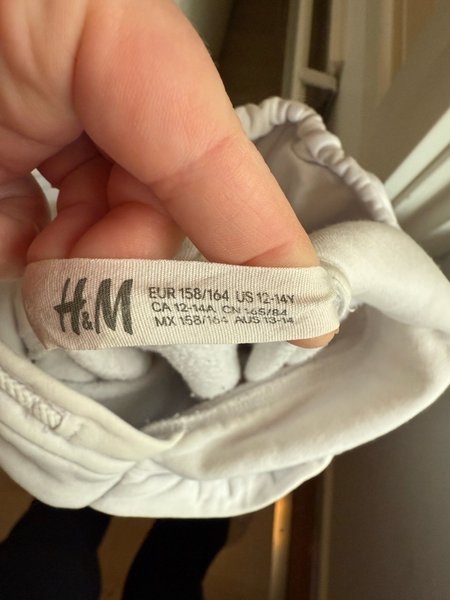 H&M
EUR 158/164 US 12-14Y
CA 12-14A CN 165/84
MX 158/164 AUS 13-14